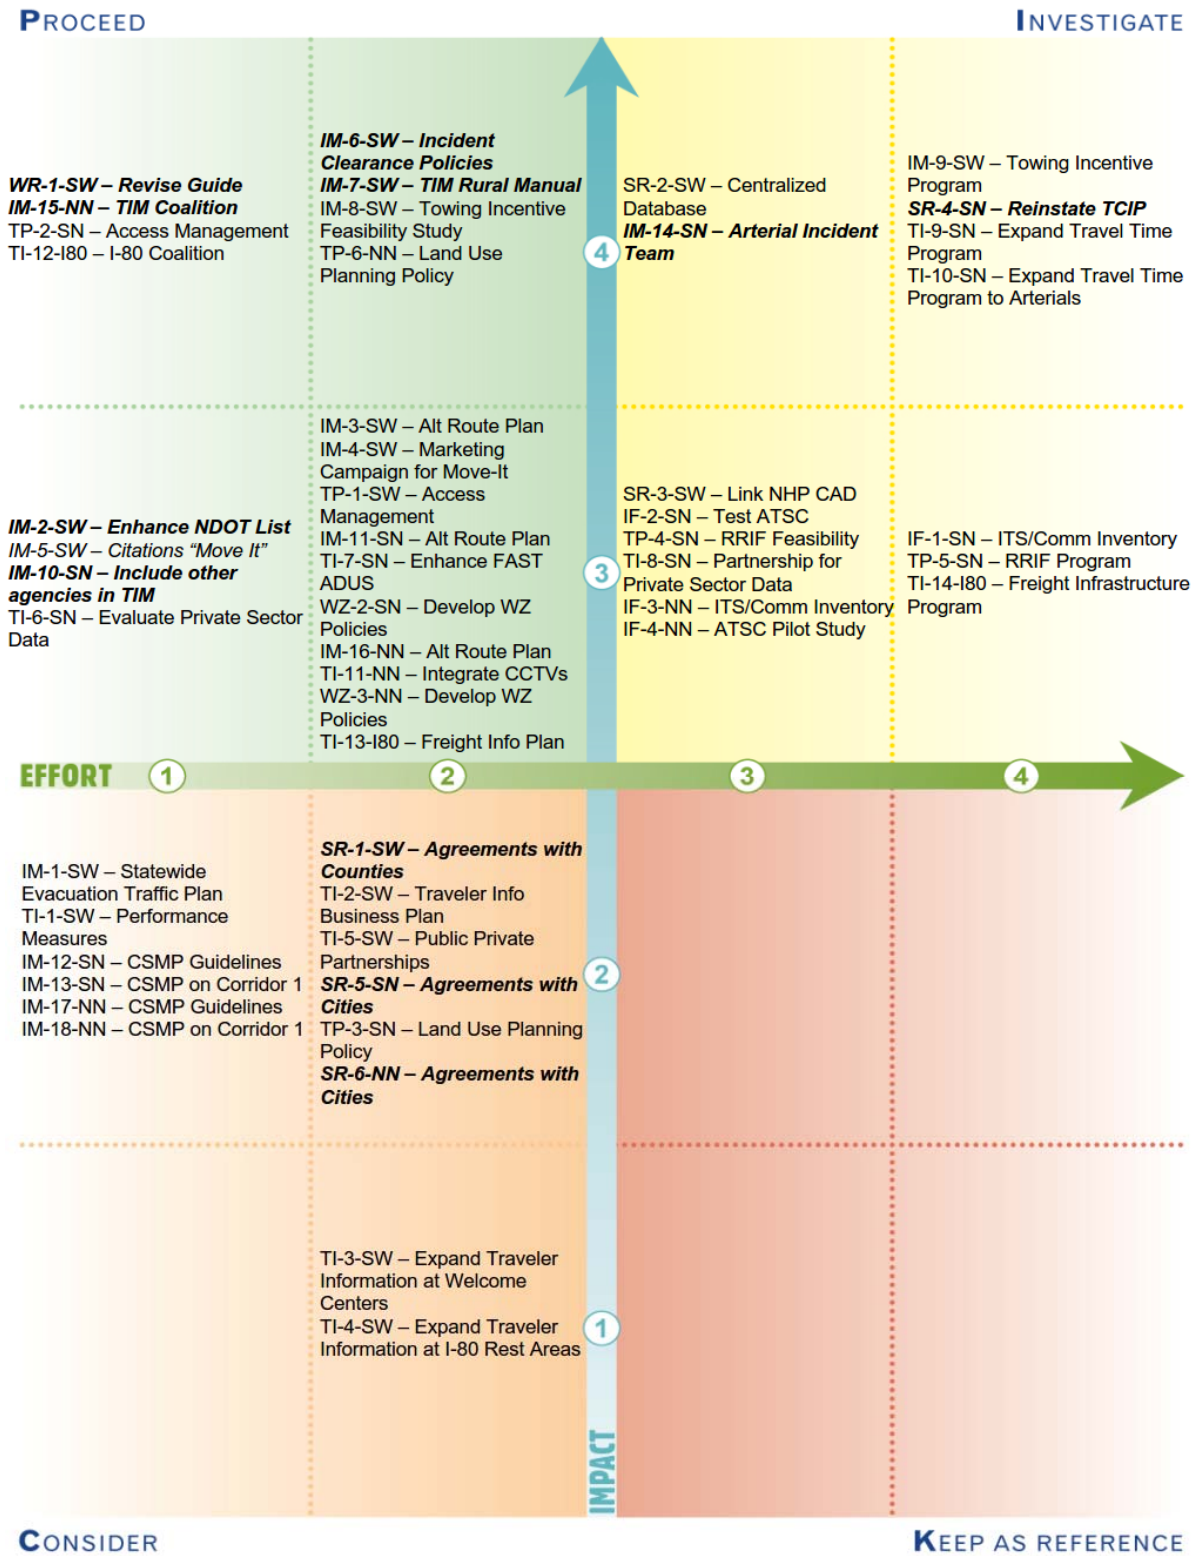 PROCEED
INVESTIGATE
WR-1-SW – Revise Guide
IM-15-NN – TIM Coalition
TP-2-SN – Access Management
TI-12-I80 – I-80 Coalition
IM-6-SW – Incident
Clearance Policies
IM-7-SW – TIM Rural Manual
IM-8-SW – Towing Incentive
Feasibility Study
TP-6-NN – Land Use
Planning Policy
4
SR-2-SW – Centralized
Database
IM-14-SN – Arterial Incident
Team
IM-9-SW – Towing Incentive
Program
SR-4-SN – Reinstate TCIP
TI-9-SN – Expand Travel Time
Program
TI-10-SN – Expand Travel Time
Program to Arterials
IM-2-SW – Enhance NDOT List
IM-5-SW – Citations “Move It”
IM-10-SN – Include other
agencies in TIM
TI-6-SN – Evaluate Private Sector
Data
IM-3-SW – Alt Route Plan
IM-4-SW – Marketing
Campaign for Move-It
TP-1-SW – Access
Management
IM-11-SN – Alt Route Plan
TI-7-SN – Enhance FAST
ADUS
WZ-2-SN – Develop WZ
Policies
IM-16-NN – Alt Route Plan
TI-11-NN – Integrate CCTVs
WZ-3-NN – Develop WZ
Policies
TI-13-I80 – Freight Info Plan
3
SR-3-SW – Link NHP CAD
IF-2-SN – Test ATSC
TP-4-SN – RRIF Feasibility
TI-8-SN – Partnership for
Private Sector Data
IF-3-NN – ITS/Comm Inventory
IF-4-NN – ATSC Pilot Study
IF-1-SN – ITS/Comm Inventory
TP-5-SN – RRIF Program
TI-14-I80 – Freight Infrastructure
Program
EFFORT 1 2 3 4
IM-1-SW – Statewide
Evacuation Traffic Plan
TI-1-SW – Performance
Measures
IM-12-SN – CSMP Guidelines
IM-13-SN – CSMP on Corridor 1
IM-17-NN – CSMP Guidelines
IM-18-NN – CSMP on Corridor 1
SR-1-SW – Agreements with
Counties
TI-2-SW – Traveler Info
Business Plan
TI-5-SW – Public Private
Partnerships
SR-5-SN – Agreements with
Cities
TP-3-SN – Land Use Planning
Policy
SR-6-NN – Agreements with
Cities
2
TI-3-SW – Expand Traveler
Information at Welcome
Centers
TI-4-SW – Expand Traveler
Information at I-80 Rest Areas
1
IMPACT
CONSIDER
KEEP AS REFERENCE